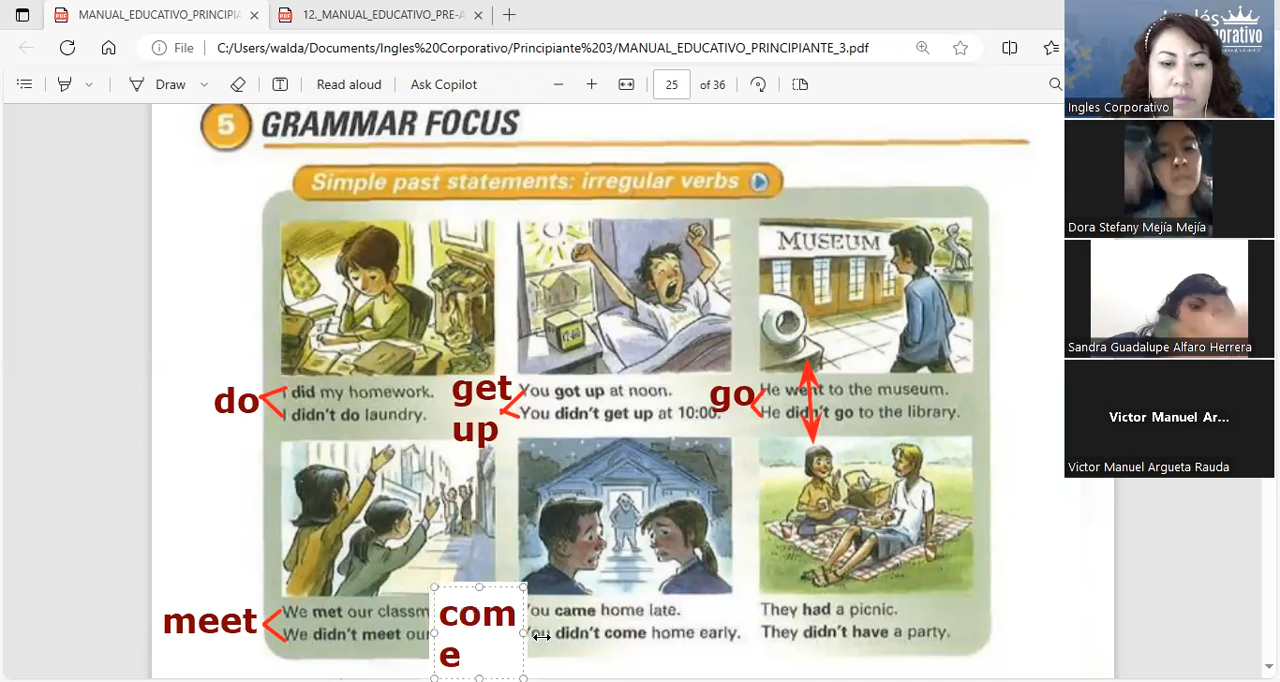 MANUAL_EDUCATIVO_PRINCIPIA
12._MANUAL_EDUCATIVO_PRE-A
File
C:/Users/walda/Documents/Ingles%20Corporativo/Principiante%203/MANUAL_EDUCATIVO_PRINCIPIANTE_3.pdf
Draw
Read aloud
Ask Copilot
25 of 36
5 GRAMMAR FOCUS
Simple past statements: irregular verbs
MUSEUM
do
I did my homework.
I didn't do laundry.
get
up
You got up at noon.
You didn't get up at 10:00.
go
He went to the museum.
He didn't go to the library.
meet
We met our classm
We didn't meet our
com
e
You came home late.
You didn't come home early.
They had a picnic.
They didn't have a party.
Ingles Corporativo
Dora Stefany Mejía Mejía
Sandra Guadalupe Alfaro Herrera
Victor Manuel Ar...
Victor Manuel Argueta Rauda